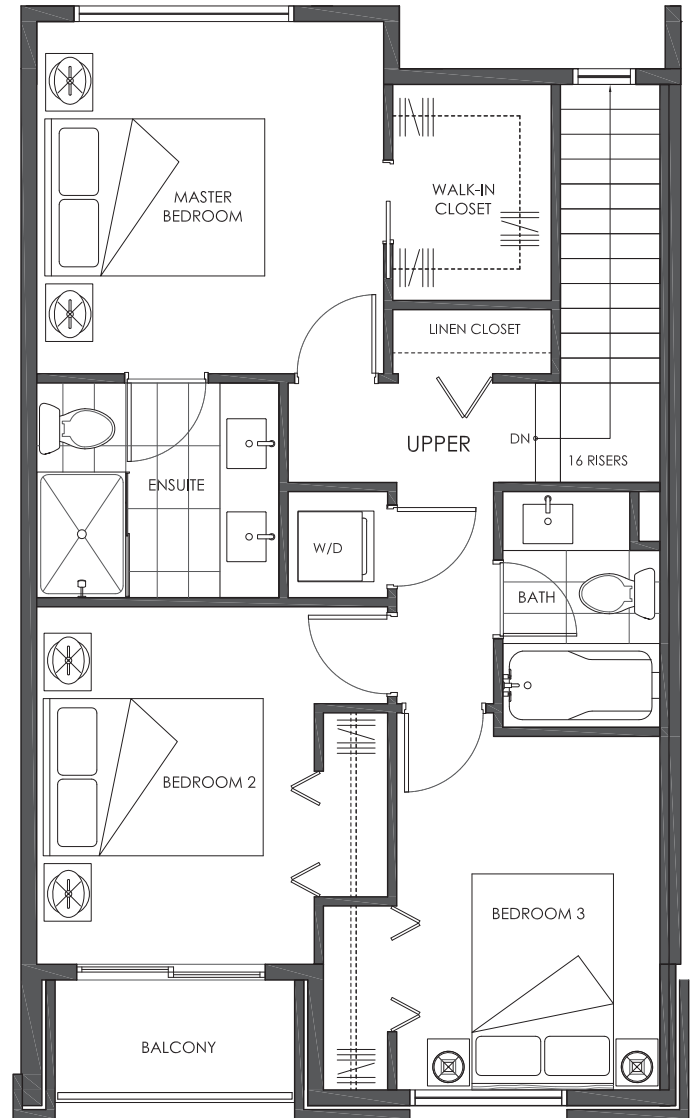 MASTER
BEDROOM
WALK-IN
CLOSET
LINEN CLOSET
UPPER
DN
16 RISERS
ENSUITE
W/D
BATH
BEDROOM 2
BEDROOM 3
BALCONY